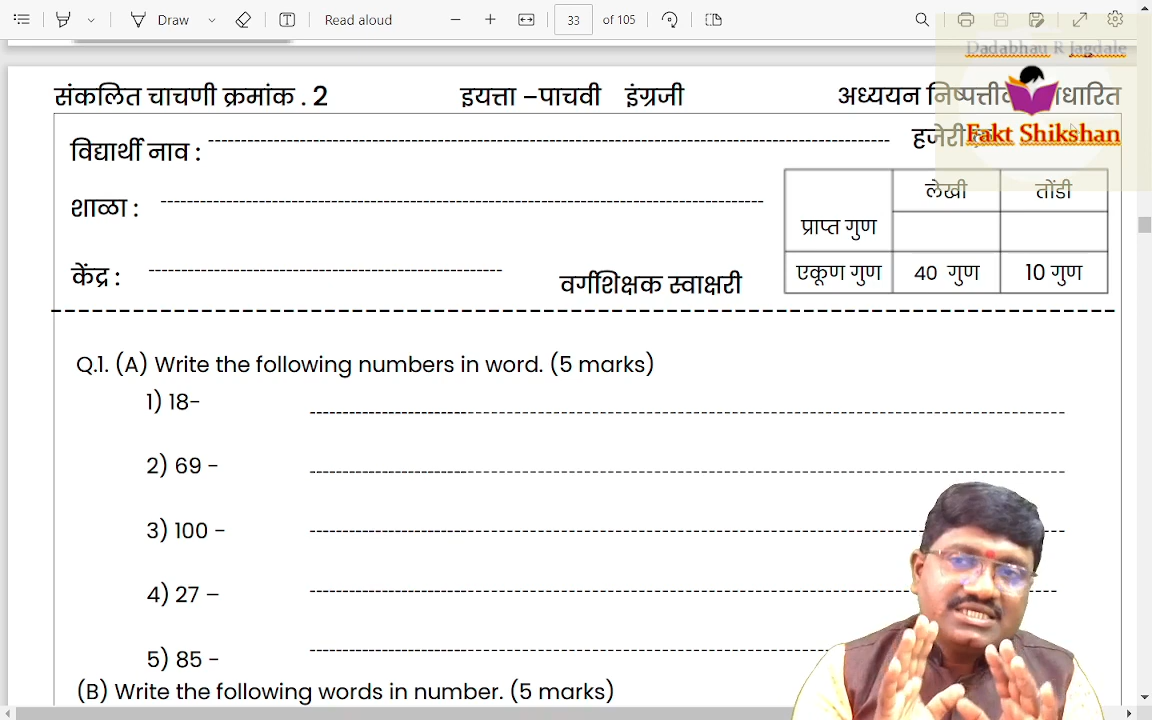 Draw
Read aloud
33 of 105
Dadabhau R Jagdale
संकलित चाचणी क्रमांक . 2 इयत्ता –पाचवी इंग्रजी अध्ययन
Fakt Shikshan
विद्यार्थी नाव :
शाळा :
लेखी तोंडी
प्राप्त गुण
केंद्र : वर्गशिक्षक स्वाक्षरी
एकूण गुण 40 गुण 10 गुण
Q.1. (A) Write the following numbers in word. (5 marks)
1) 18–
2) 69 –
3) 100 –
4) 27 –
5) 85 –
(B) Write the following words in number. (5 marks)